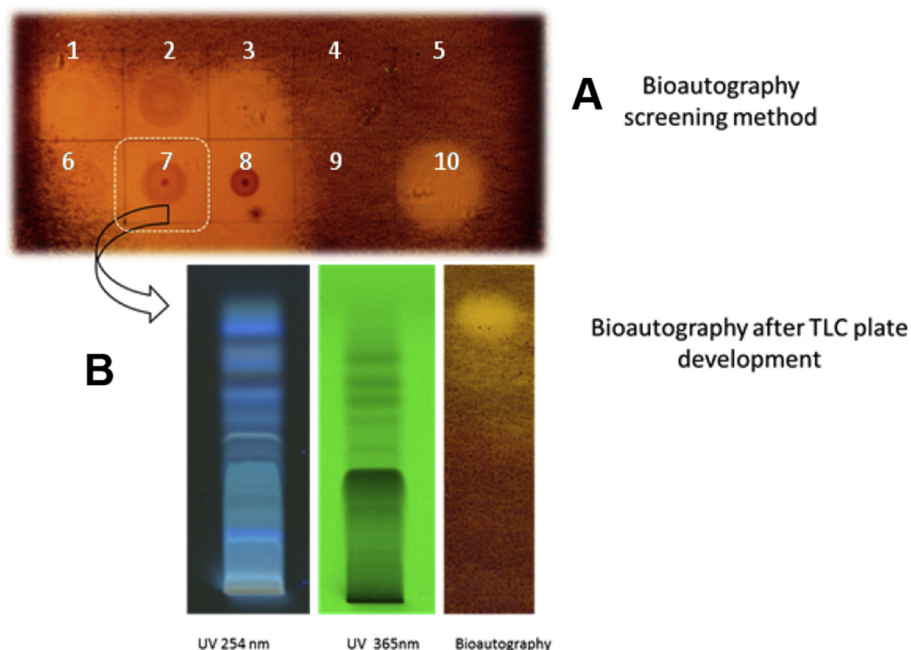 1 2 3 4 5
A
Bioautography
screening method
6 7 8 9 10
B
Bioautography after TLC plate
development
UV 254 nm UV 365nm Bioautography